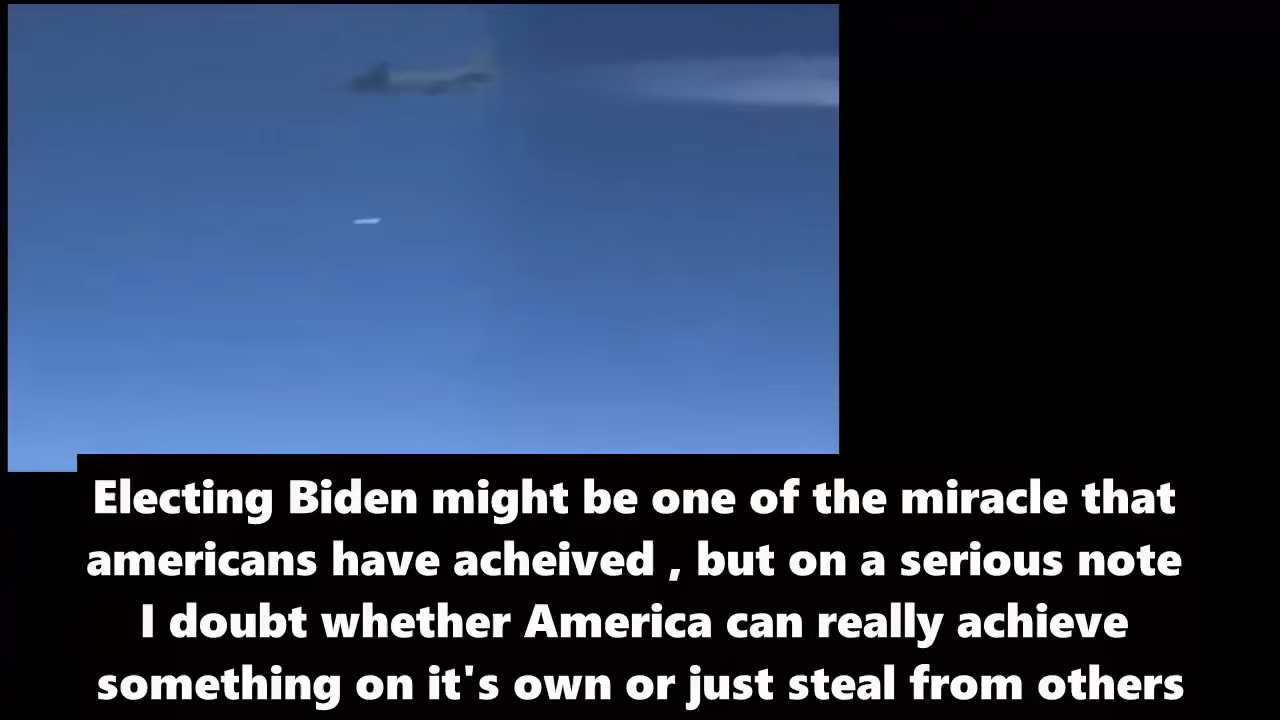 Electing Biden might be one of the miracle that
americans have acheived , but on a serious note
I doubt whether America can really achieve
something on it's own or just steal from others